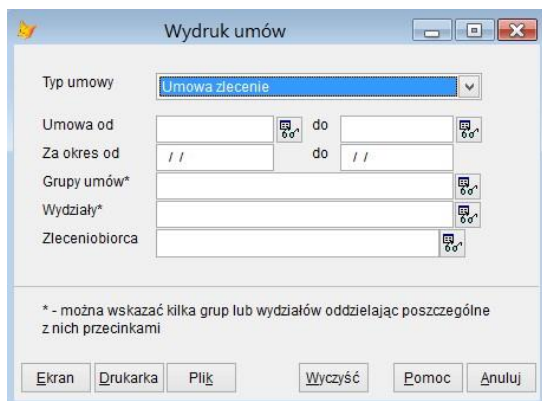 Wydruk umów
Typ umowy Umowa zlecenie
Umowa od do
Za okres od / / do / /
Grupy umów*
Wydziały*
Zleceniobiorca
* - można wskazać kilka grup lub wydziałów oddzielając poszczególne
z nich przecinkami
Ekran Drukarka Plik Wyczyść Pomoc Anuluj